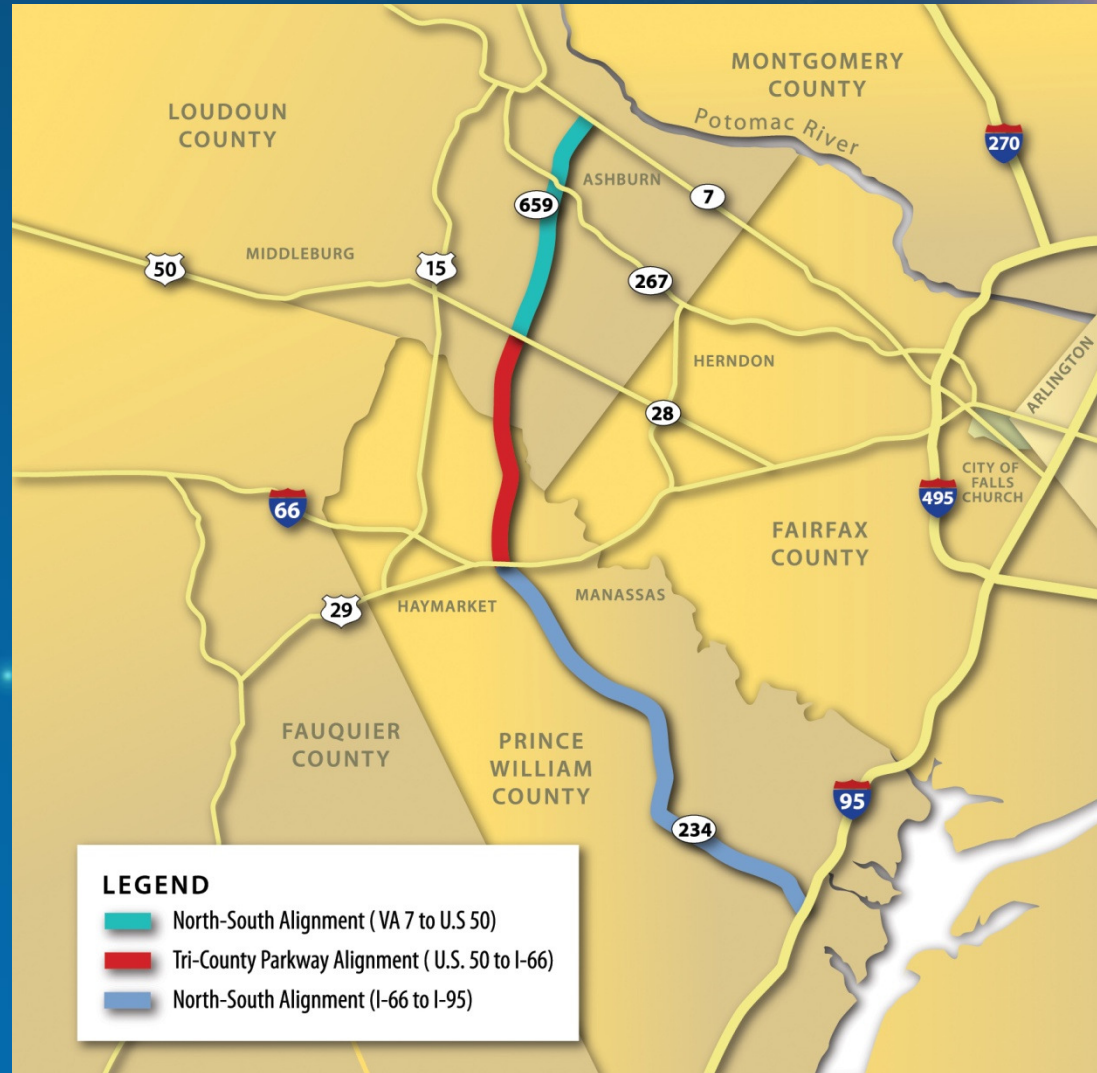 MONTGOMERY
COUNTY
LOUDOUN
COUNTY
Potomac River
270
ASHBURN
659
7
MIDDLEBURG
50
15
267
HERNDON
ARLINGTON
28
CITY OF
FALLS
CHURCH
66
495
FAIRFAX
COUNTY
29
HAYMARKET
MANASSAS
FAUQUIER
COUNTY
PRINCE
WILLIAM
COUNTY
95
234
LEGEND
North-South Alignment ( VA 7 to U.S 50)
Tri-County Parkway Alignment ( U.S. 50 to I-66)
North-South Alignment (I-66 to I-95)